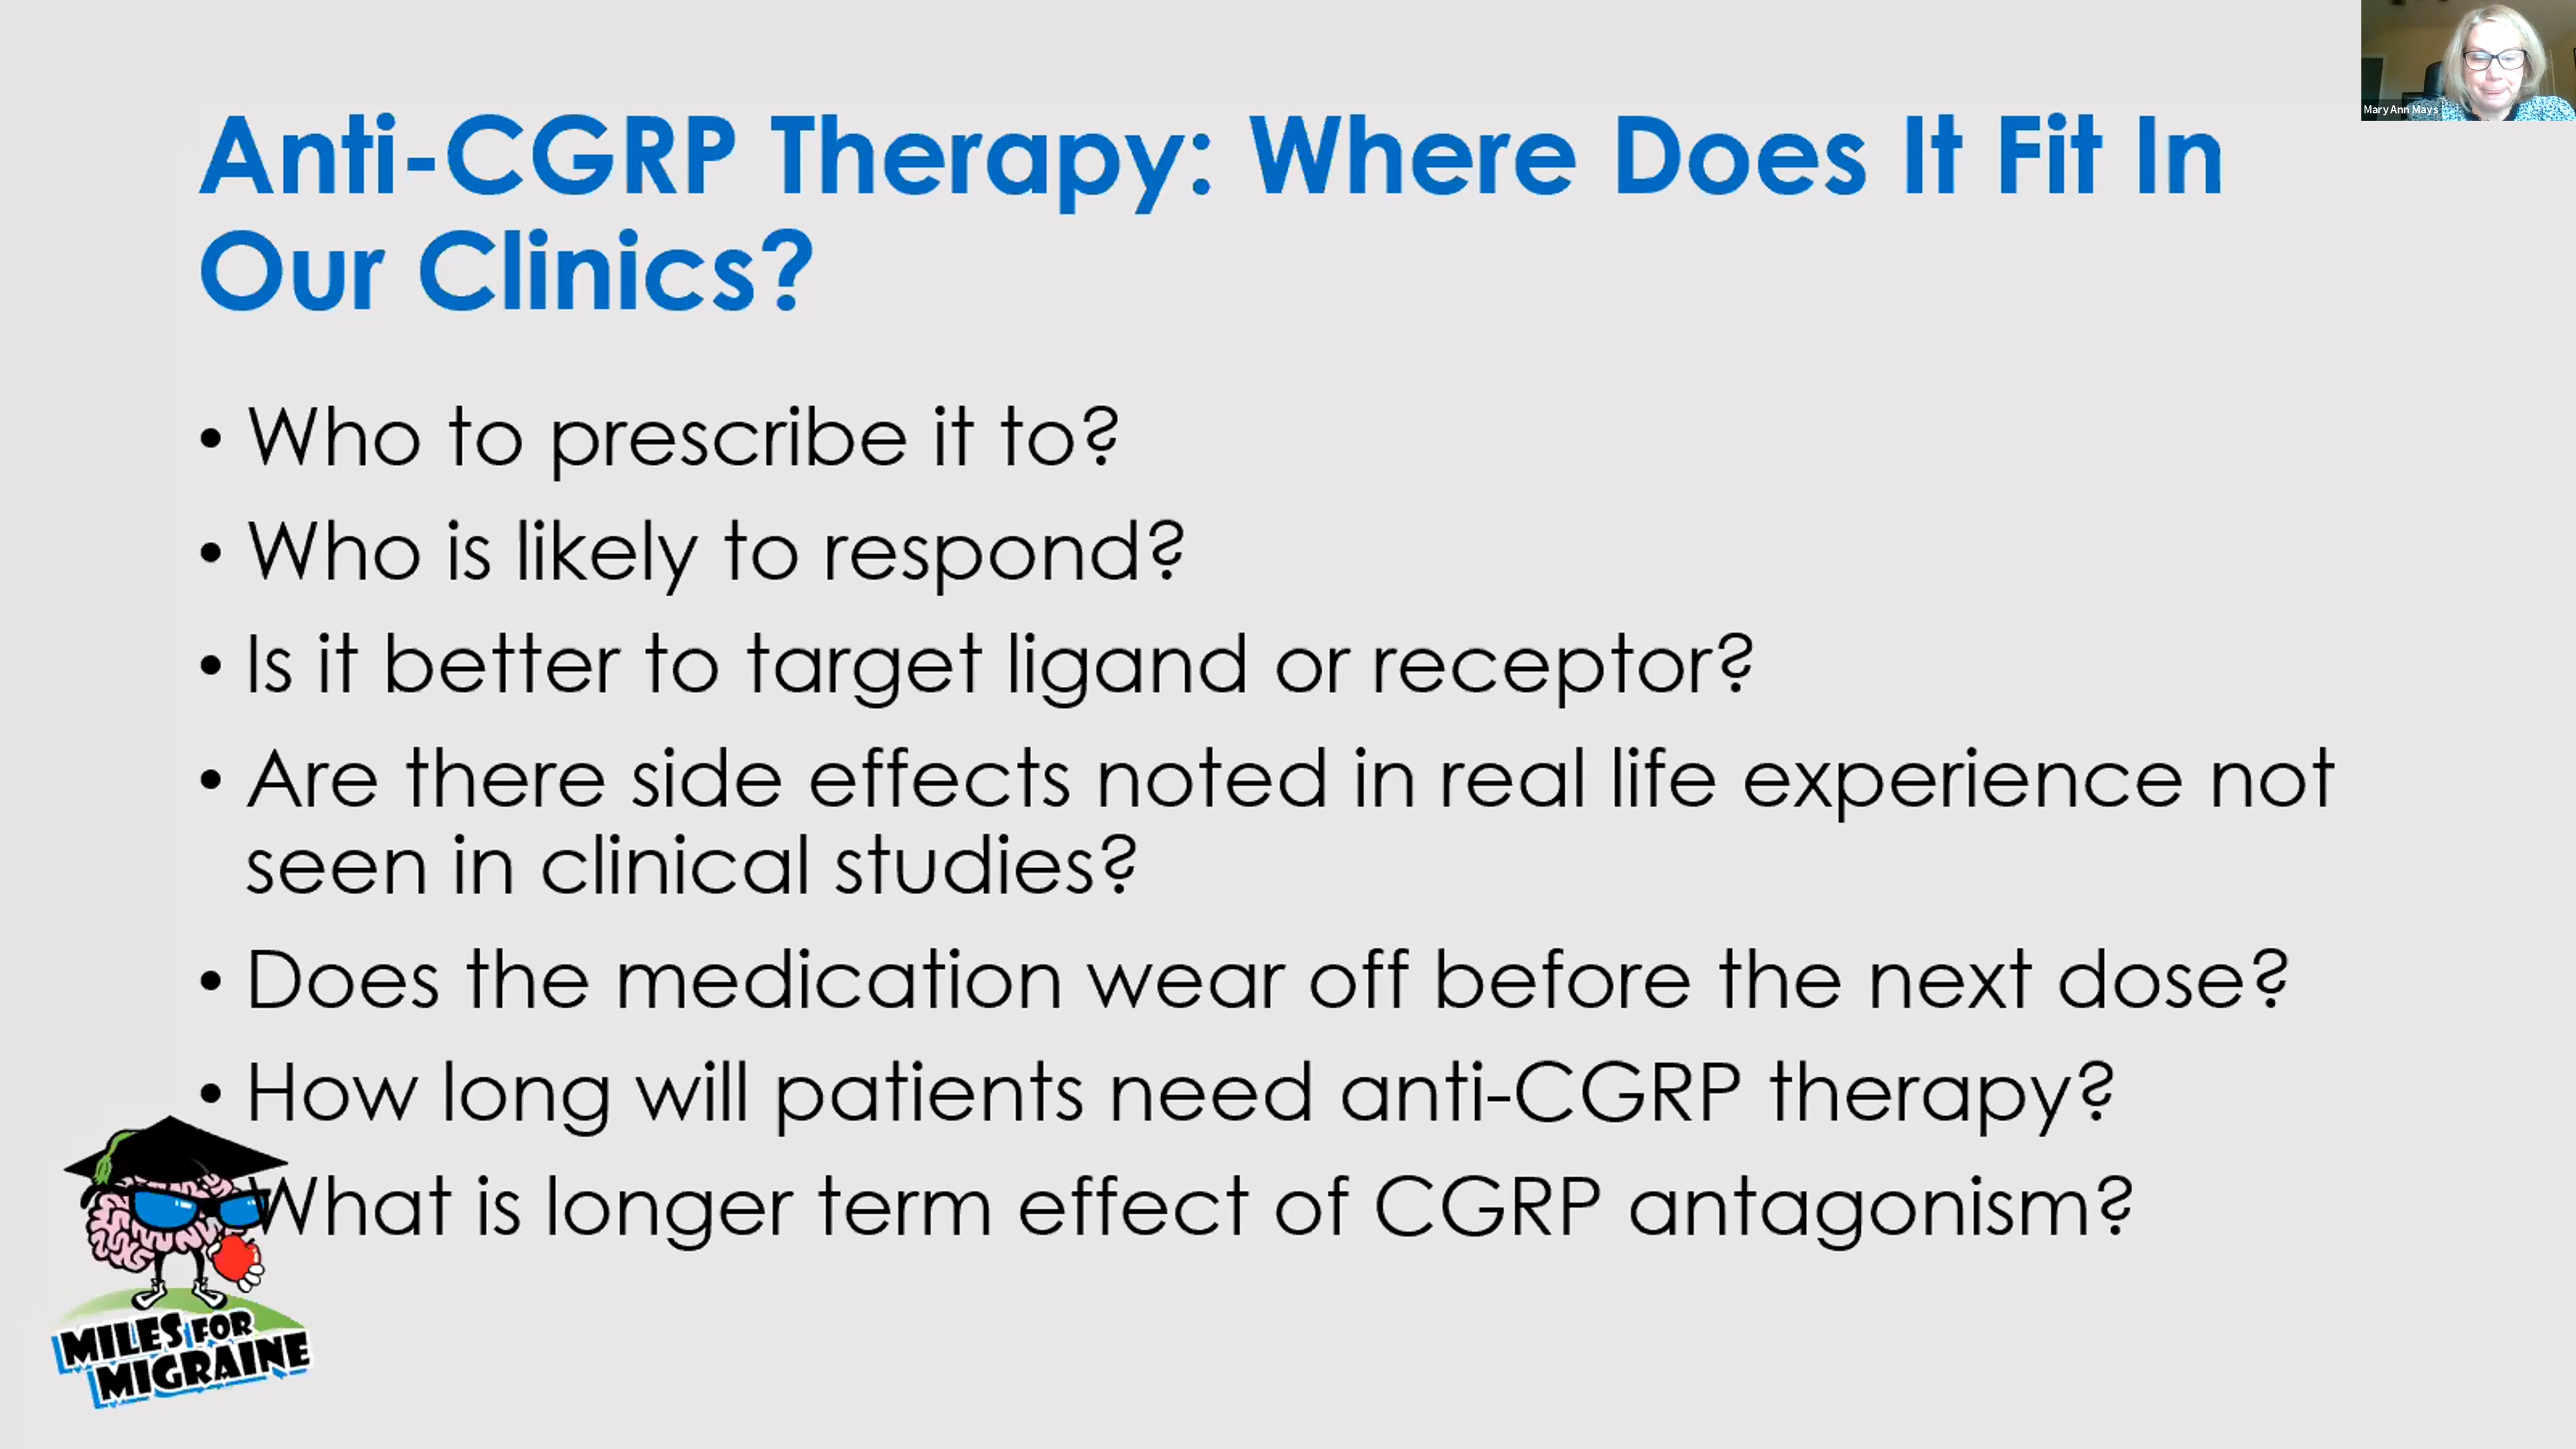 MaryAnn Mays
Anti-CGRP Therapy: Where Does It Fit In
Our Clinics?
• Who to prescribe it to?
• Who is likely to respond?
• Is it better to target ligand or receptor?
• Are there side effects noted in real life experience not
seen in clinical studies?
• Does the medication wear off before the next dose?
• How long will patients need anti-CGRP therapy?
What is longer term effect of CGRP antagonism?
MILES FOR
MIGRAINE